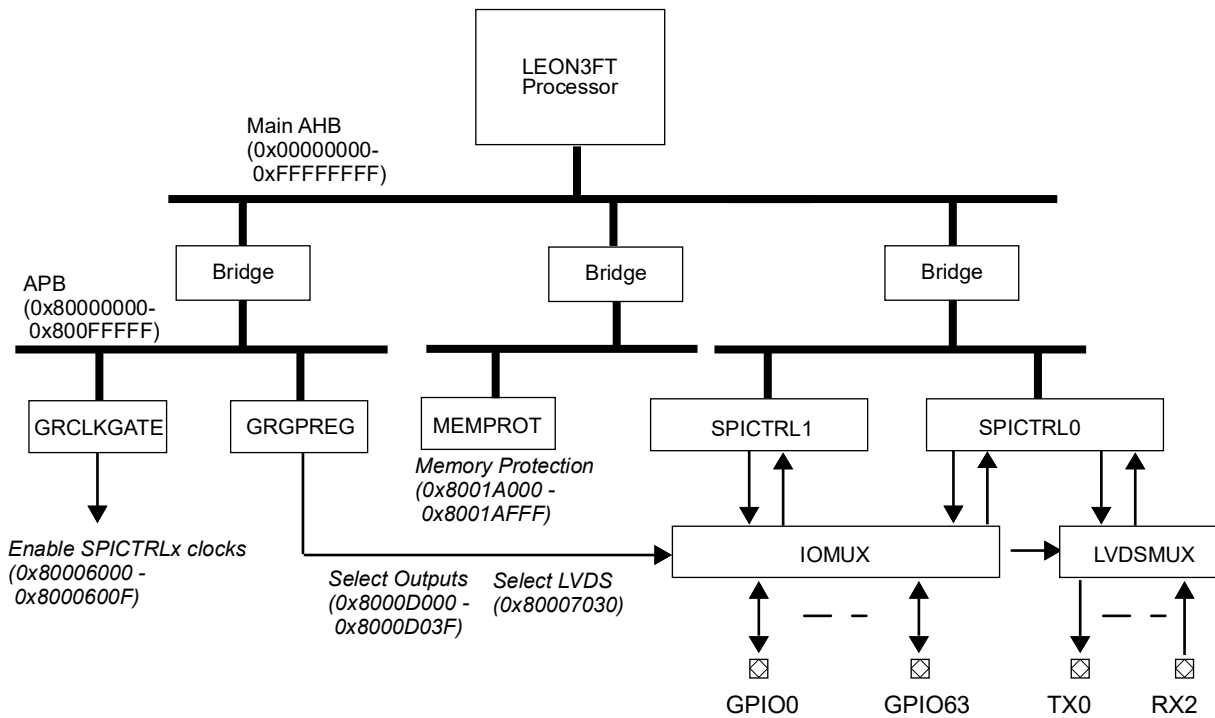 LEON3FT
Processor
Main AHB
(0x00000000-
0xFFFFFFFF)
Bridge
Bridge
Bridge
APB
(0x80000000-
0x800FFFFF)
GRCLKGATE
GRGPREG
MEMPROT
SPICTRL1
SPICTRL0
Memory Protection
(0x8001A000 -
0x8001AFFF)
Enable SPICTRLx clocks
(0x80006000 -
0x8000600F)
IOMUX
LVDSMUX
Select Outputs
(0x8000D000 -
0x8000D03F)
Select LVDS
(0x80007030)
GPIO0
GPIO63
TX0
RX2